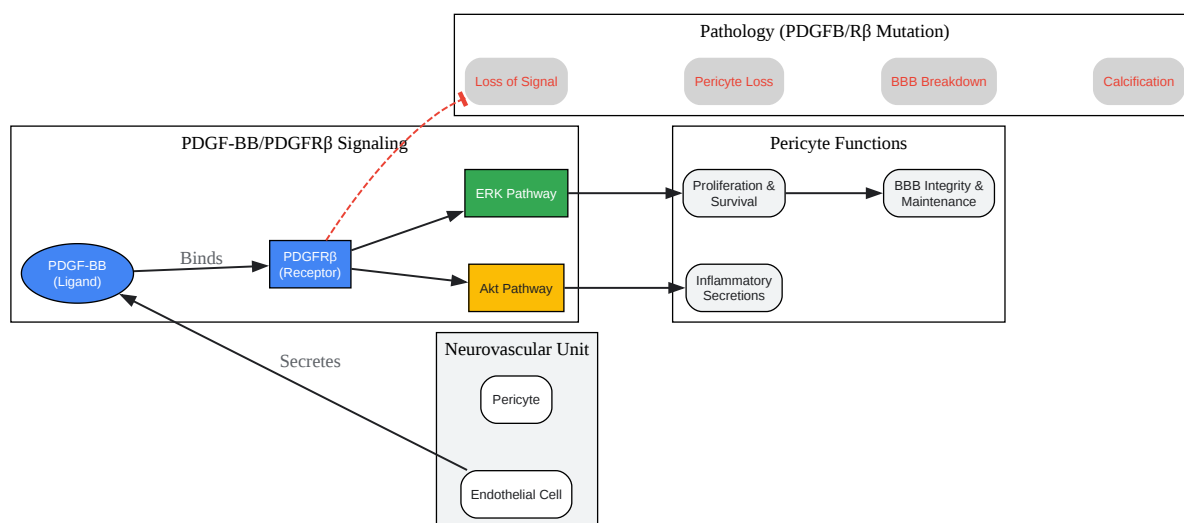 Pathology (PDGFB/Rβ Mutation)
Loss of Signal
Pericyte Loss
BBB Breakdown
Calcification
PDGF-BB/PDGFRβ Signaling
PDGF-BB
(Ligand)
Binds
PDGFRβ
(Receptor)
ERK Pathway
Akt Pathway
Pericyte Functions
Proliferation &
Survival
BBB Integrity &
Maintenance
Inflammatory
Secretions
Secretes
Neurovascular Unit
Pericyte
Endothelial Cell